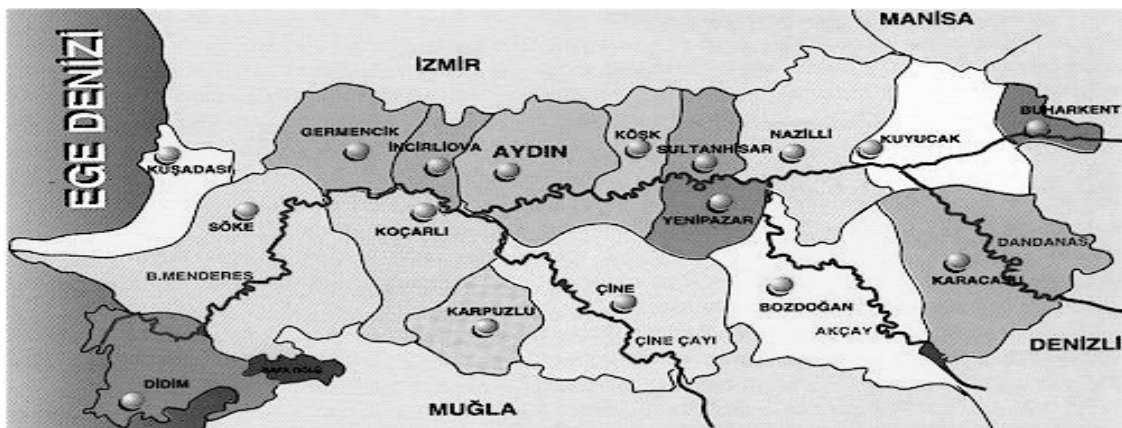 MANİSA
EGE DENİZİ
İZMİR
BUHARKENT
GERMENCİK
KÖŞK
NAZİLLİ
KUYUCAK
İNCİRLİOVA
AYDIN
SULTANHİSAR
KUŞADASI
YENİPAZAR
SÖKE
KOÇARLI
DANDANAS
B.MENDERES
KARACASU
ÇİNE
BOZDOĞAN
KARPUZLU
AKÇAY
ÇİNE ÇAYI
DENİZLİ
DİDİM
MUĞLA